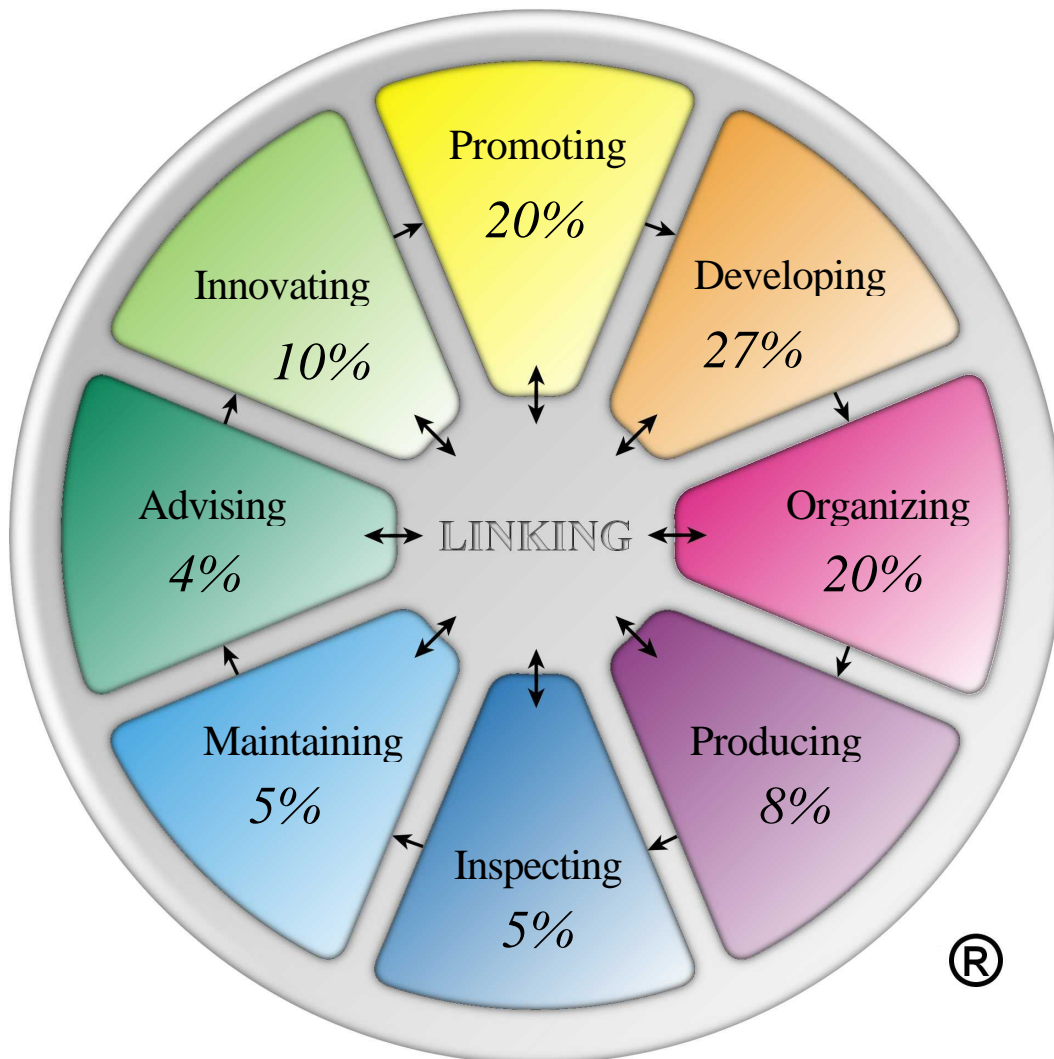 Promoting
20%
Developing
27%
Organizing
20%
Producing
8%
Inspecting
5%
Maintaining
5%
Advising
4%
Innovating
10%
LINKING
®